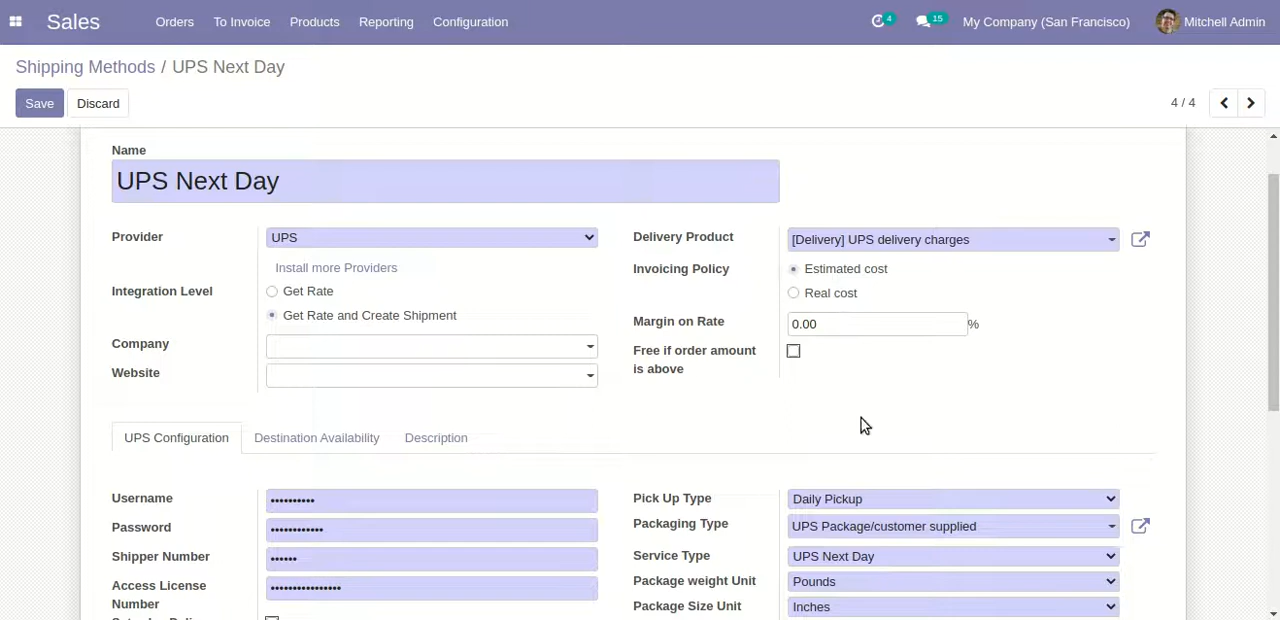 Sales Orders To Invoice Products Reporting Configuration 4 15 My Company (San Francisco) Mitchell Admin
Shipping Methods / UPS Next Day
Save Discard 4 / 4
Name
UPS Next Day
Provider UPS
Install more Providers
Integration Level Get Rate
Get Rate and Create Shipment
Company
Website
Delivery Product [Delivery] UPS delivery charges
Invoicing Policy Estimated cost
Real cost
Margin on Rate 0.00 %
Free if order amount
is above
UPS Configuration Destination Availability Description
Username ••••••••••
Password ••••••••••••
Shipper Number ••••••
Access License ••••••••••••••••
Number
Pick Up Type Daily Pickup
Packaging Type UPS Package/customer supplied
Service Type UPS Next Day
Package weight Unit Pounds
Package Size Unit Inches